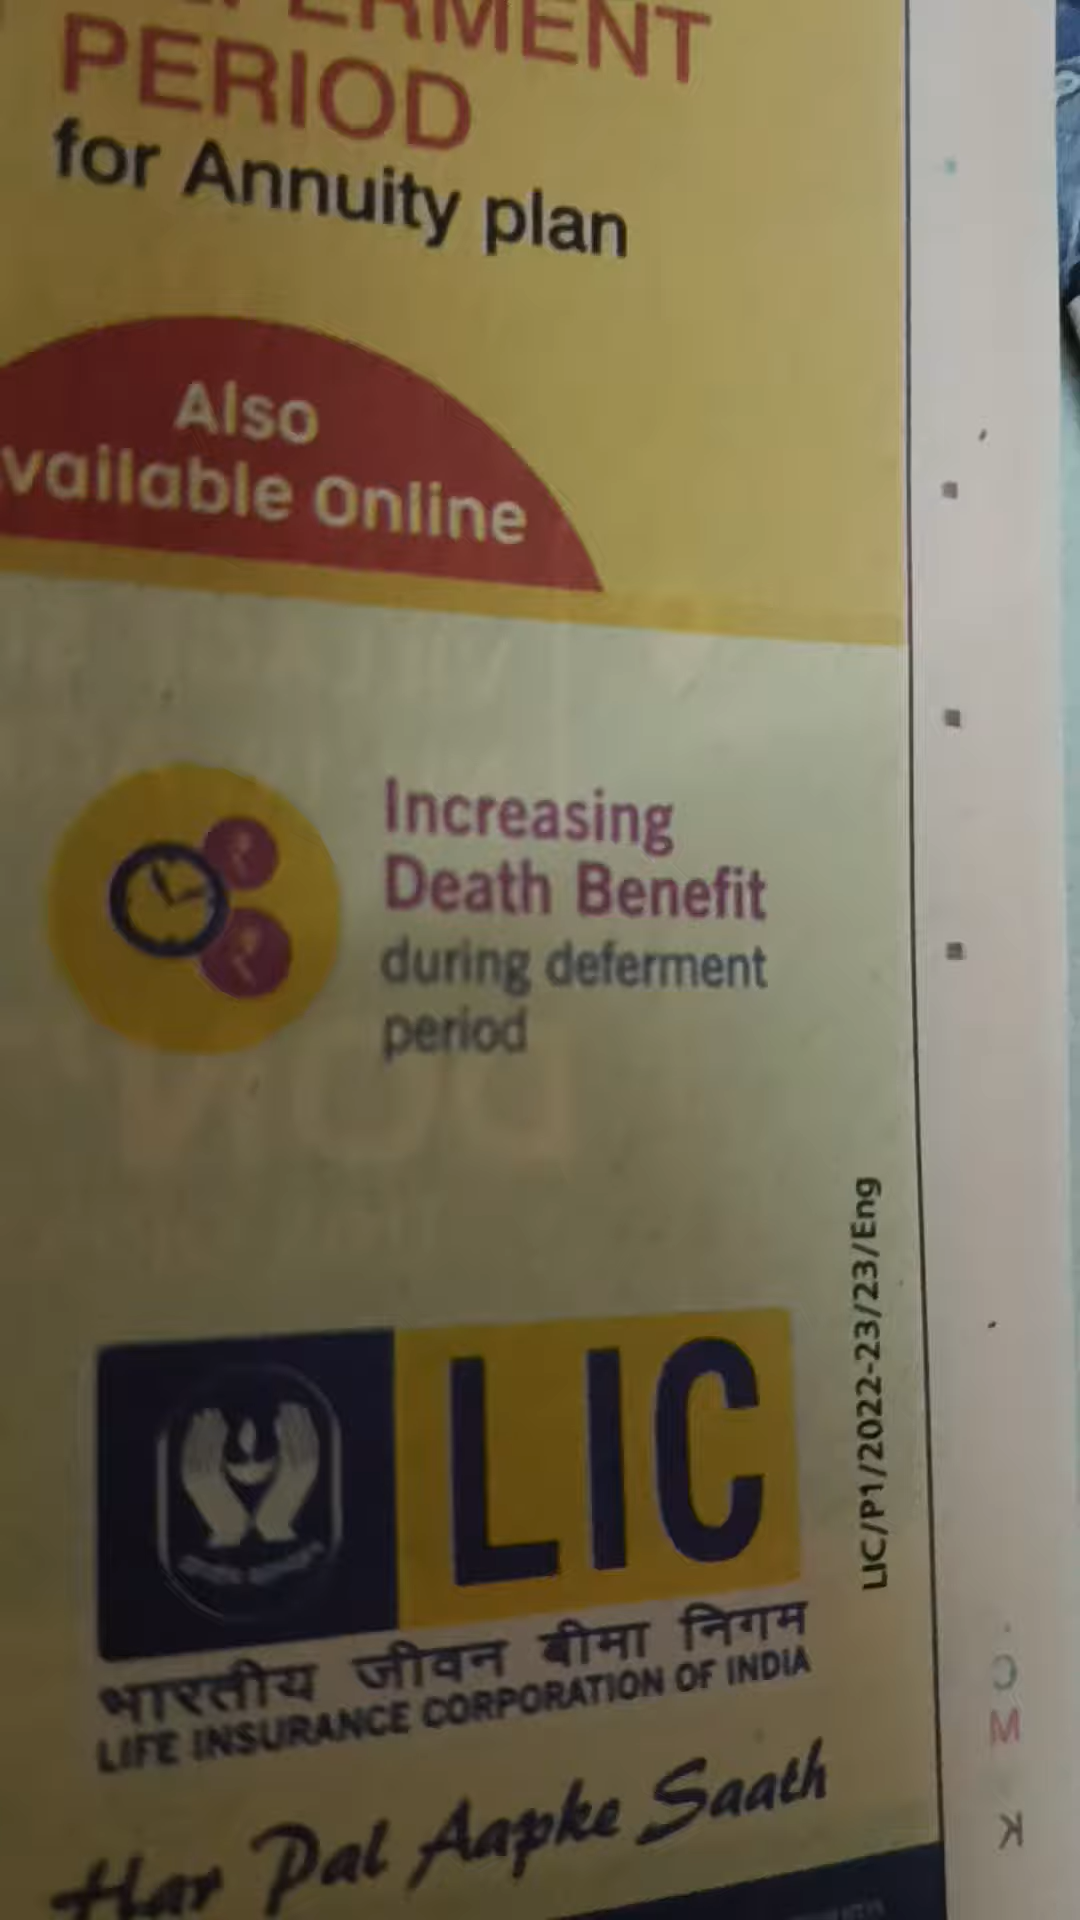 PERIOD
for Annuity plan
Also
vailable Online
Increasing
Death Benefit
during deferment
period
LIC/P1/2022-23/23/Eng
LIC
भारतीय जीवन बीमा निगम
LIFE INSURANCE CORPORATION OF INDIA
Har Pal Aapke Saath
C
M
K